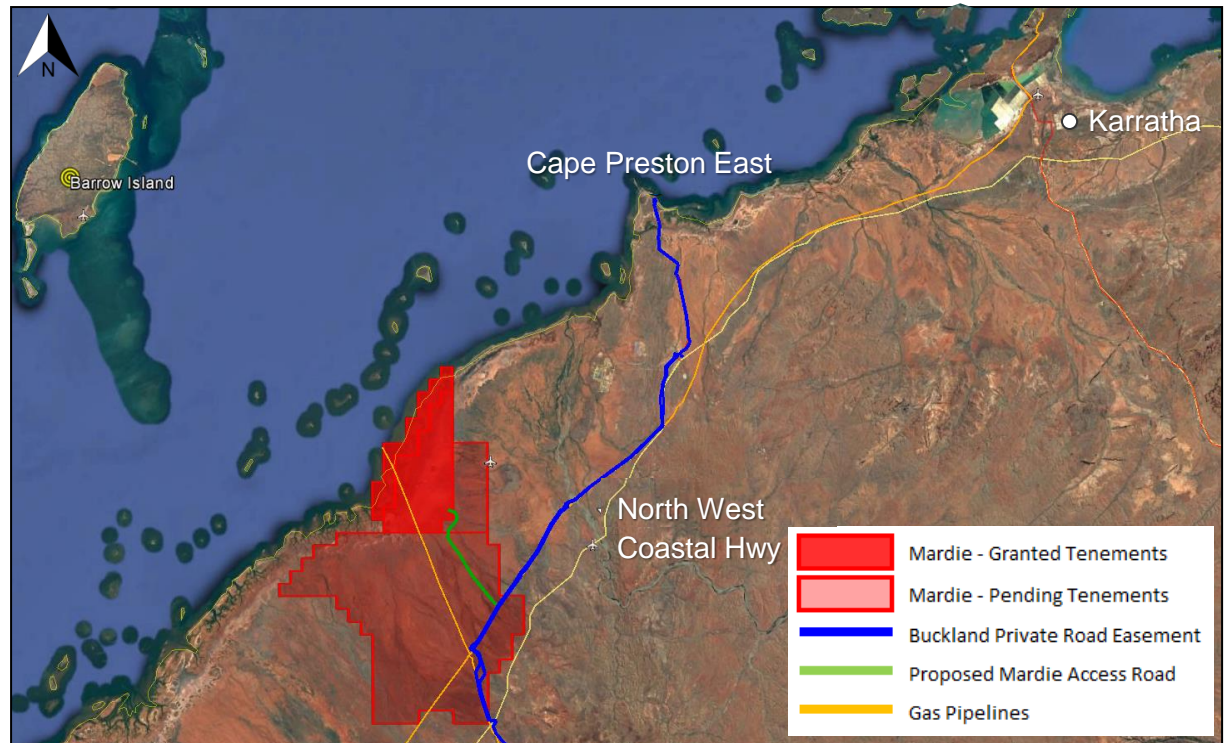 N
Karratha
Cape Preston East
Barrow Island
North West
Coastal Hwy
Mardie - Granted Tenements
Mardie - Pending Tenements
Buckland Private Road Easement
Proposed Mardie Access Road
Gas Pipelines